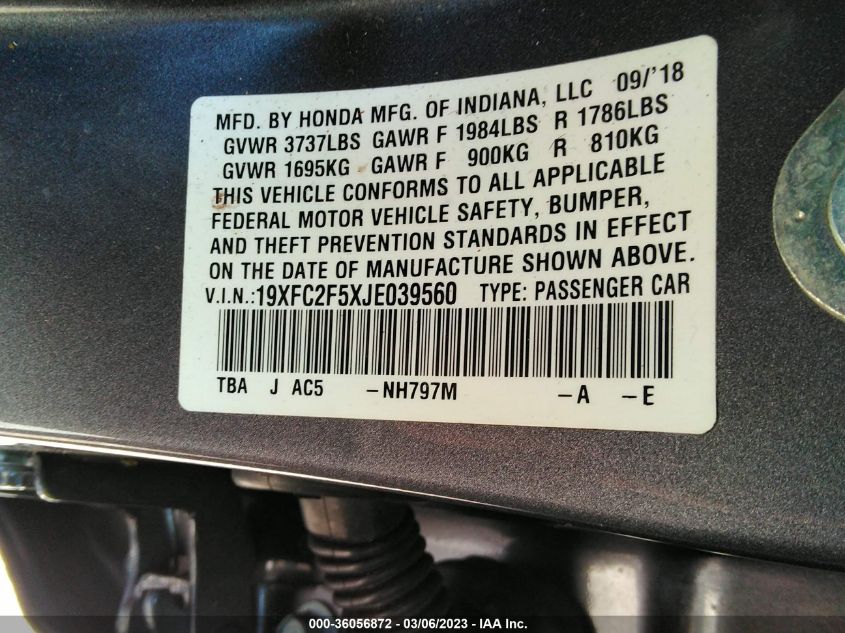 MFD. BY HONDA MFG. OF INDIANA, LLC 09/'18
GVWR 3737LBS GAWR F 1984LBS R 1786LBS
GVWR 1695KG GAWR F 900KG R 810KG
THIS VEHICLE CONFORMS TO ALL APPLICABLE
FEDERAL MOTOR VEHICLE SAFETY, BUMPER,
AND THEFT PREVENTION STANDARDS IN EFFECT
ON THE DATE OF MANUFACTURE SHOWN ABOVE.
V.I.N.:19XFC2F5XJE039560 TYPE: PASSENGER CAR
TBA J AC5 -NH797M -A -E
000-36056872 - 03/06/2023 - IAA Inc.